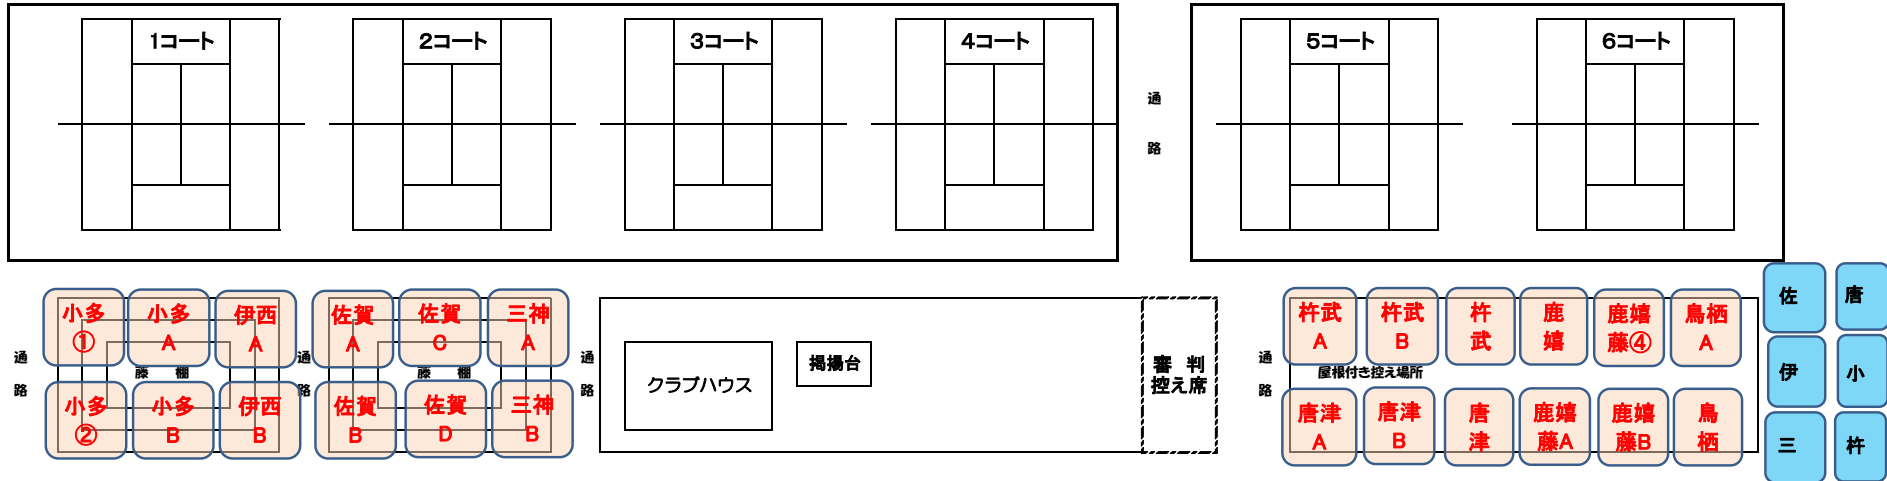 1コート
2コート
3コート
4コート
5コート
6コート
通
路
小多
①
小多
A
伊西
A
佐賀
A
佐賀
C
三神
A
通
路
藤 棚
通
路
藤 棚
通
路
小多
②
小多
B
伊西
B
佐賀
B
佐賀
D
三神
B
クラブハウス
掲揚台
審 判
控え席
通
路
杵武
A
杵武
B
杵
武
鹿
嬉
鹿嬉
藤④
鳥栖
A
屋根付き控え場所
唐津
A
唐津
B
唐
津
鹿嬉
藤A
鹿嬉
藤B
鳥
栖
佐
唐
伊
小
三
杵